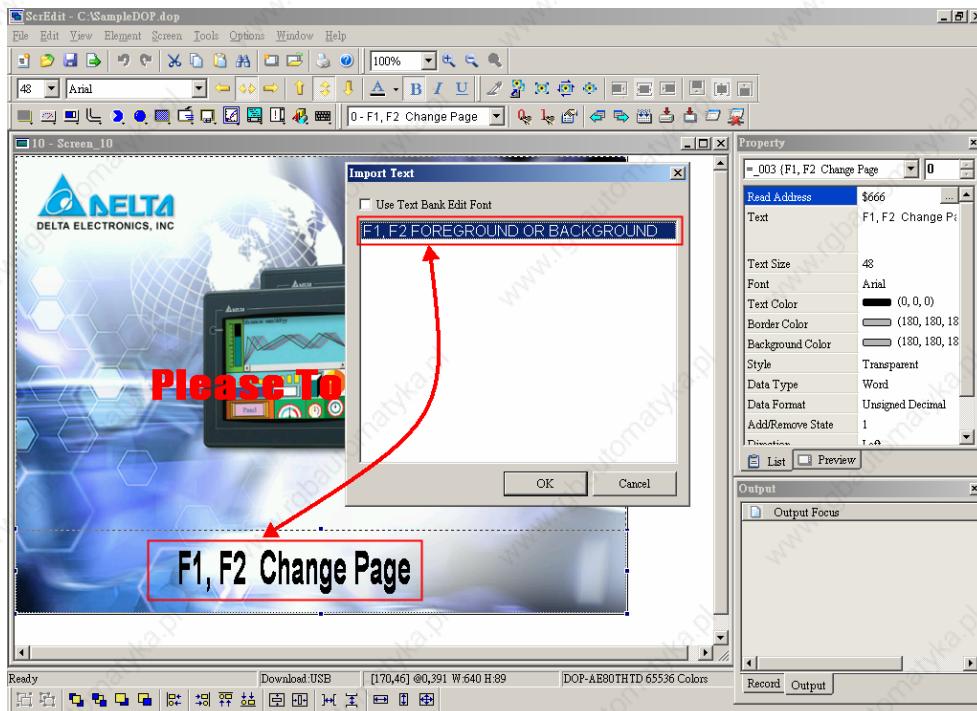 ScrEdit - C:\SampleDOP.dop
File Edit View Element Screen Tools Options Window Help
100%
48 Arial A B I U
0 - F1, F2 Change Page
10 - Screen_10
DELTA
DELTA ELECTRONICS, INC
Please To
F1, F2 Change Page
Import Text
Use Text Bank Edit Font
F1, F2 FOREGROUND OR BACKGROUND
OK Cancel
Property
=_003 {F1, F2 Change Page 0
Read Address $666 ...
Text F1, F2 Change Pa
Text Size 48
Font Arial
Text Color (0, 0, 0)
Border Color (180, 180, 18
Background Color (180, 180, 18
Style Transparent
Data Type Word
Data Format Unsigned Decimal
Add/Remove State 1
Direction Left
List Preview
Output
Output Focus
Record Output
Ready Download:USB [170,46] @0,391 W:640 H:89 DOP-AE80THTD 65536 Colors
www.rgbautomatyka.pl